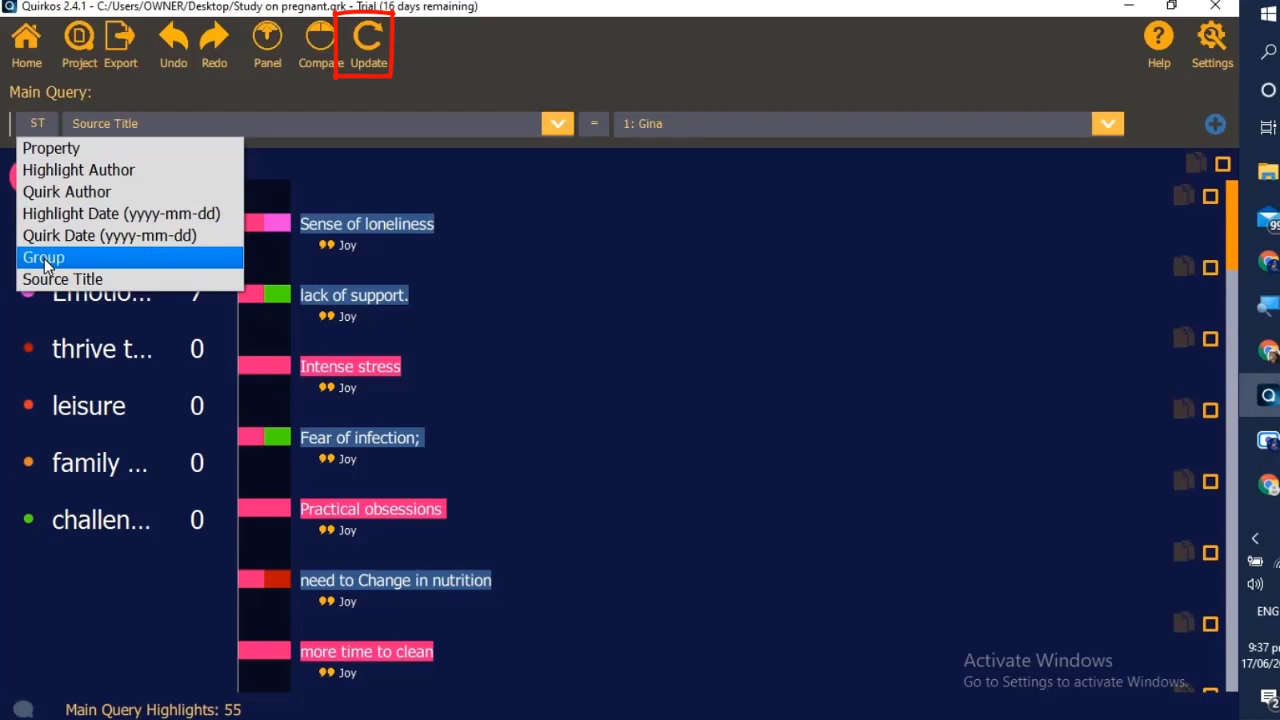 Quirkos 2.4.1 - C:/Users/OWNER/Desktop/Study on pregnant.qrk - Trial (16 days remaining)
Home Project Export Undo Redo Panel Compare Update Help Settings
Main Query:
ST Source Title = 1: Gina
Property
Highlight Author
Quirk Author
Highlight Date (yyyy-mm-dd)
Quirk Date (yyyy-mm-dd)
Group
Source Title
Emotio... 7
thrive t... 0
leisure 0
family ... 0
challen... 0
Sense of loneliness
Joy
lack of support.
Joy
Intense stress
Joy
Fear of infection;
Joy
Practical obsessions
Joy
need to Change in nutrition
Joy
more time to clean
Joy
Activate Windows
Go to Settings to activate Windows.
Main Query Highlights: 55
99
ENG
9:37
17/06/2
2